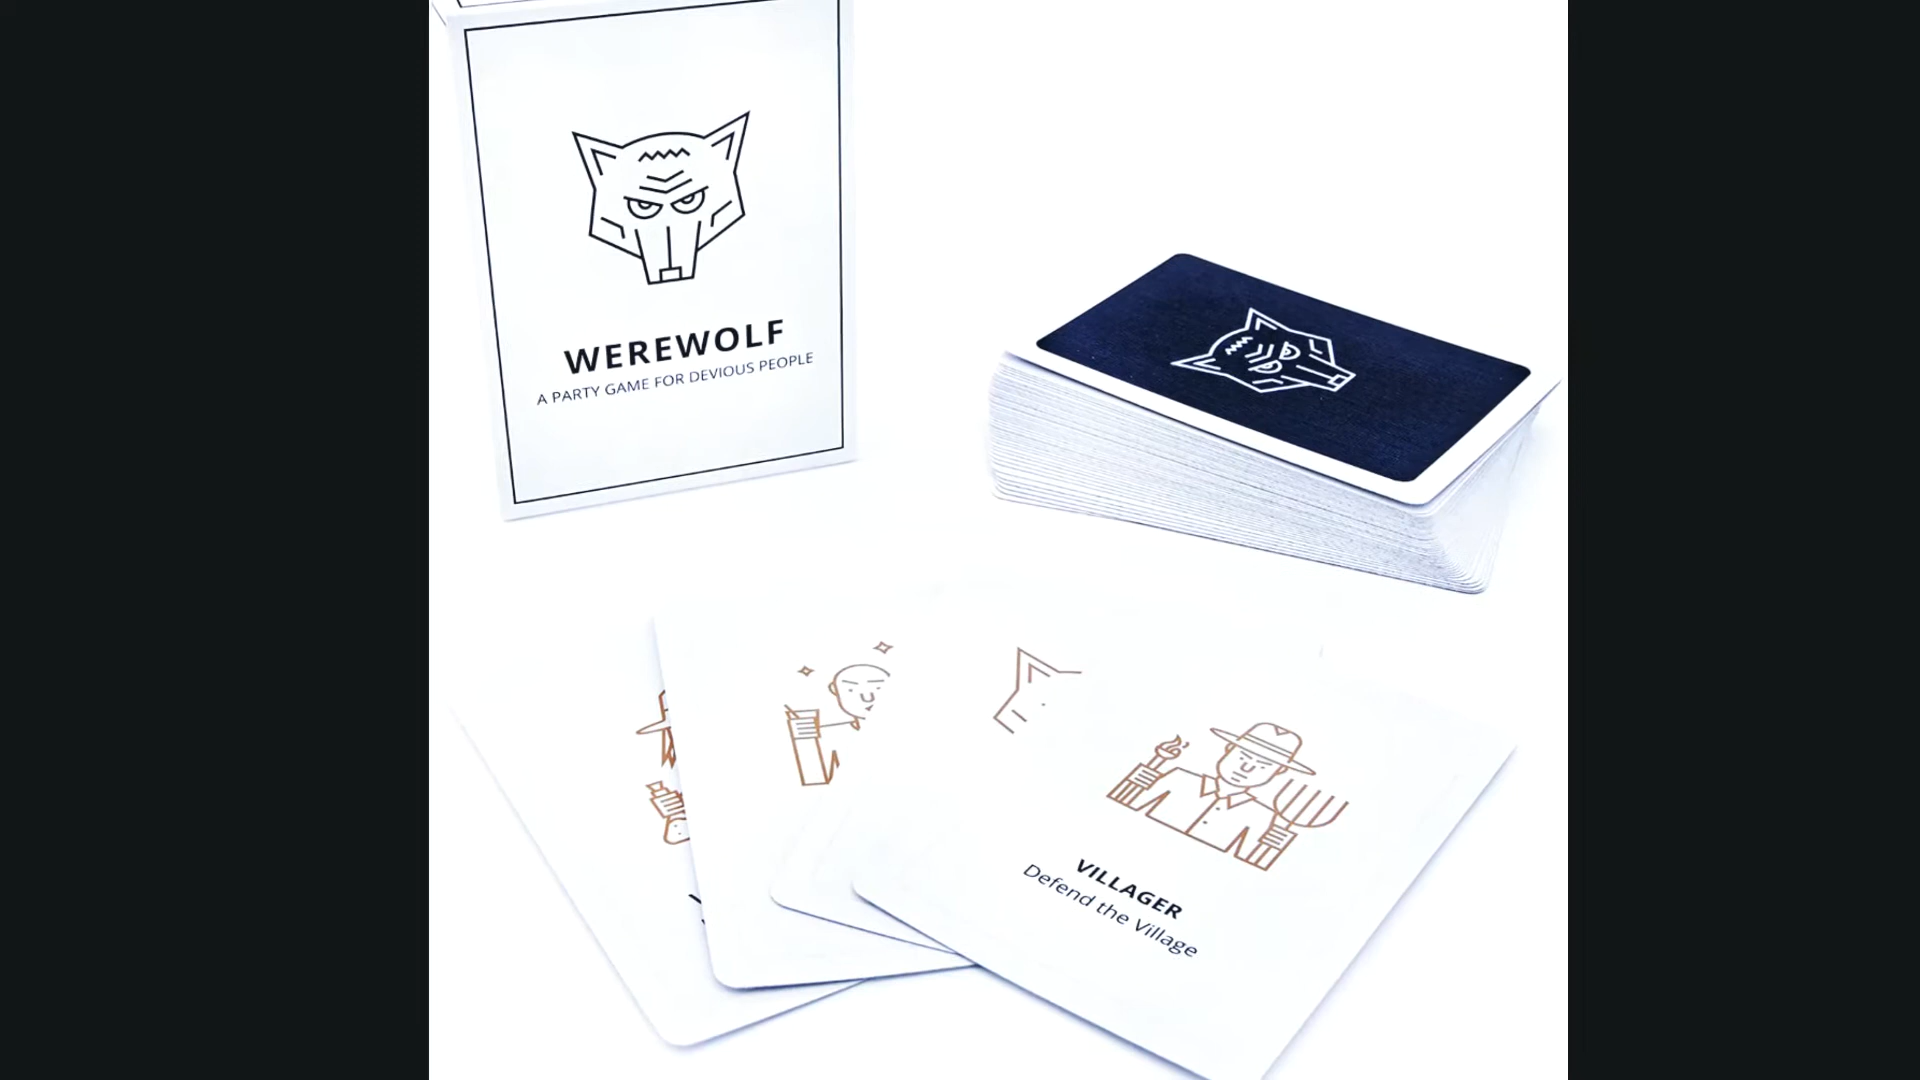 WEREWOLF
A PARTY GAME FOR DEVIOUS PEOPLE
VILLAGER
Defend the Village